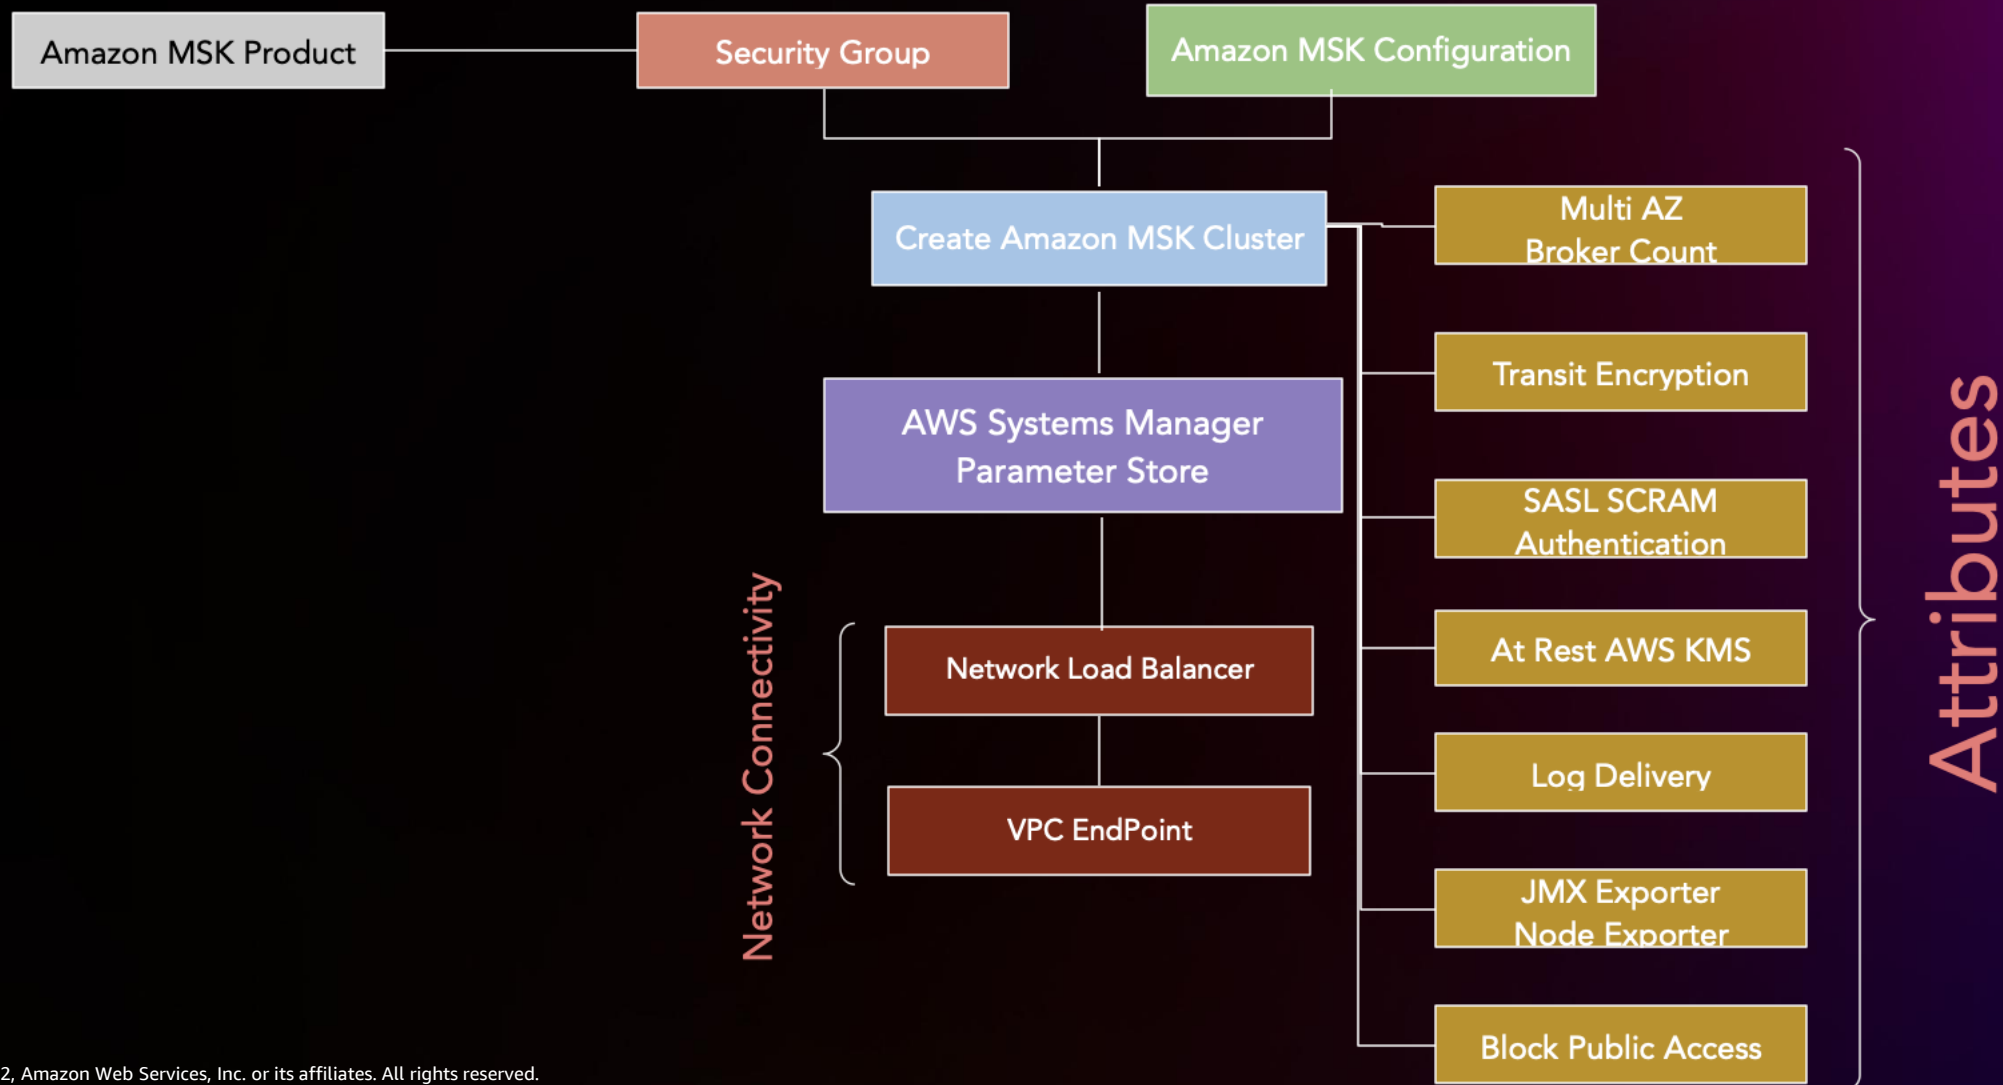 Amazon MSK Product
Security Group
Amazon MSK Configuration
Create Amazon MSK Cluster
Multi AZ
Broker Count
Transit Encryption
AWS Systems Manager
Parameter Store
SASL SCRAM
Authentication
Network Connectivity
Network Load Balancer
At Rest AWS KMS
VPC EndPoint
Log Delivery
JMX Exporter
Node Exporter
Block Public Access
Attributes
2, Amazon Web Services, Inc. or its affiliates. All rights reserved.